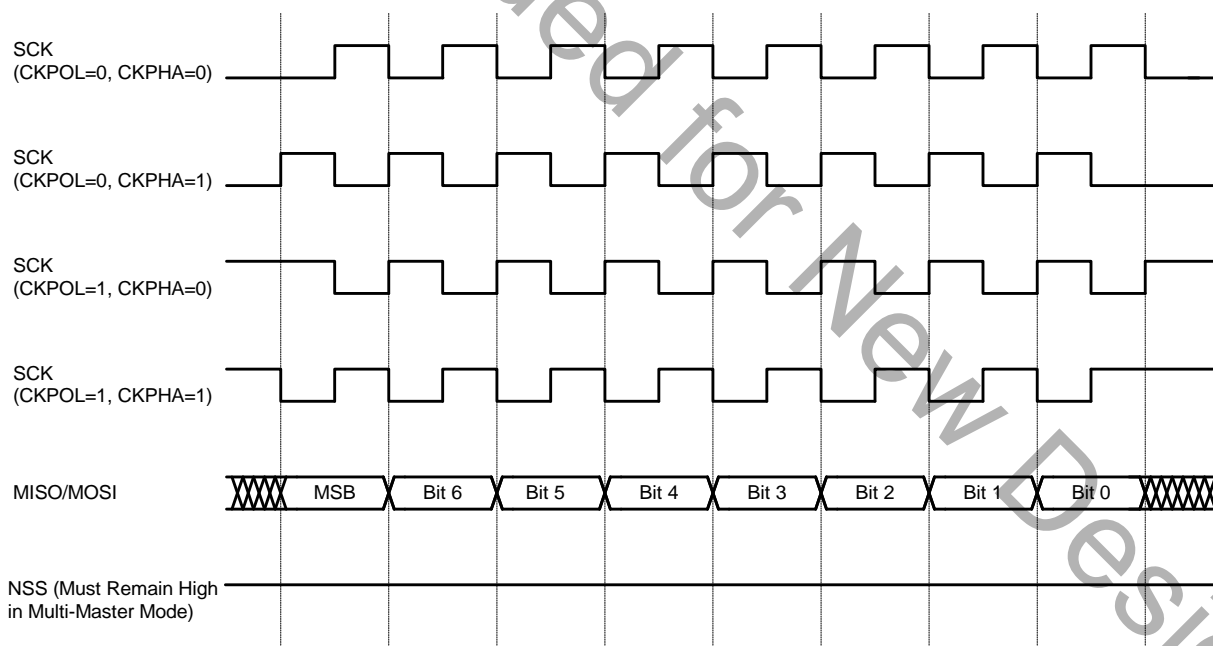 SCK
(CKPOL=0, CKPHA=0)
SCK
(CKPOL=0, CKPHA=1)
SCK
(CKPOL=1, CKPHA=0)
SCK
(CKPOL=1, CKPHA=1)
MISO/MOSI MSB Bit 6 Bit 5 Bit 4 Bit 3 Bit 2 Bit 1 Bit 0
NSS (Must Remain High
in Multi-Master Mode)
for New